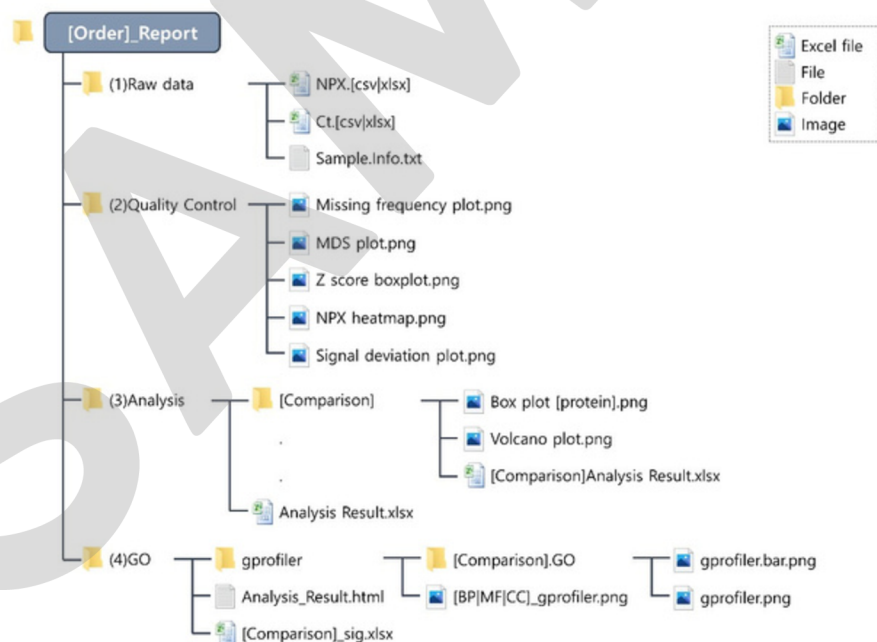 [Order]_Report
Excel file
File
Folder
Image
(1)Raw data
NPX.[csv|xlsx]
Ct.[csv|xlsx]
Sample.Info.txt
(2)Quality Control
Missing frequency plot.png
MDS plot.png
Z score boxplot.png
NPX heatmap.png
Signal deviation plot.png
(3)Analysis
[Comparison]
Box plot [protein].png
.
Volcano plot.png
.
[Comparison]Analysis Result.xlsx
Analysis Result.xlsx
(4)GO
gprofiler
[Comparison].GO
gprofiler.bar.png
Analysis_Result.html
[BP|MF|CC]_gprofiler.png
gprofiler.png
[Comparison]_sig.xlsx